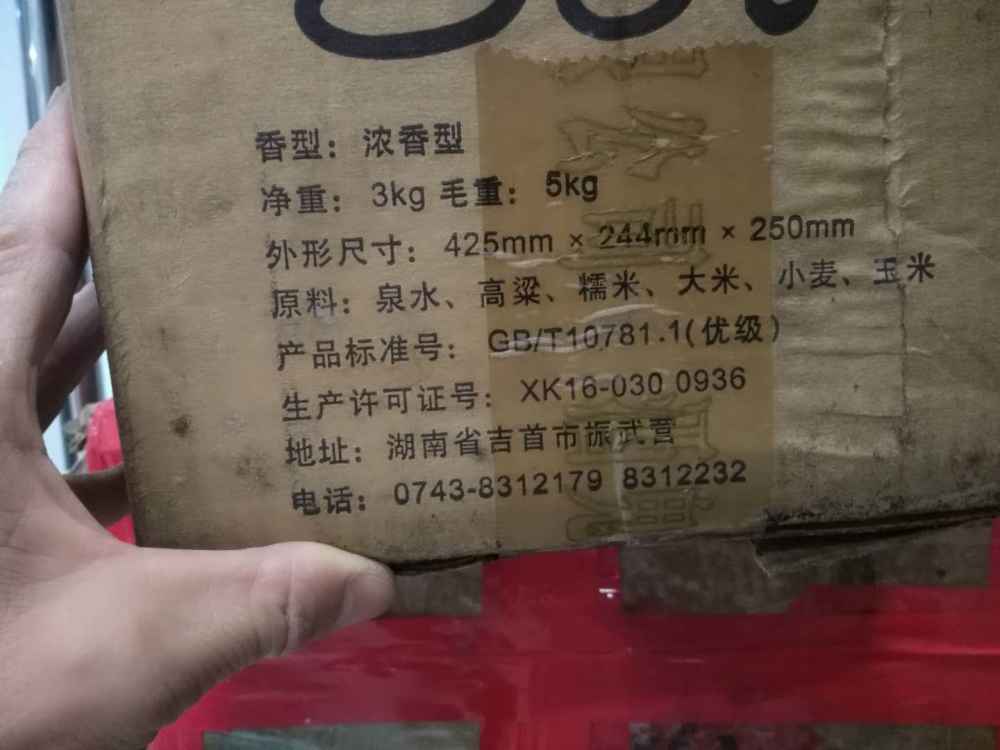 香型：浓香型
净重：3kg 毛重：5kg
外形尺寸：425mm × 244mm × 250mm
原料：泉水、高粱、糯米、大米、小麦、玉米
产品标准号：GB/T10781.1(优级)
生产许可证号：XK16-030 0936
地址：湖南省吉首市振武营
电话：0743-8312179 8312232